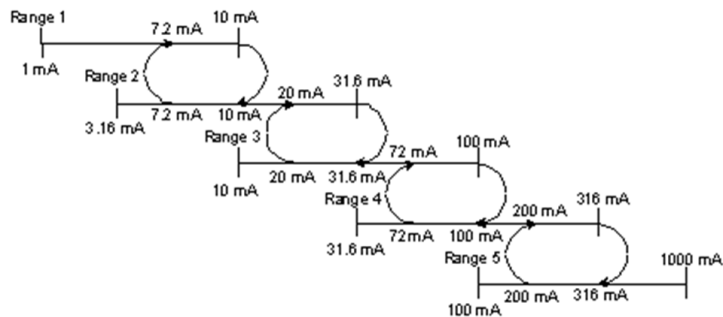 Range 1
7.2 mA
10 mA
1 mA
Range 2
20 mA
31.6 mA
3.16 mA
7.2 mA
10 mA
Range 3
72 mA
100 mA
10 mA
20 mA
31.6 mA
Range 4
200 mA
316 mA
31.6 mA
72mA
100 mA
Range 5
1000 mA
100 mA
200 mA
316 mA